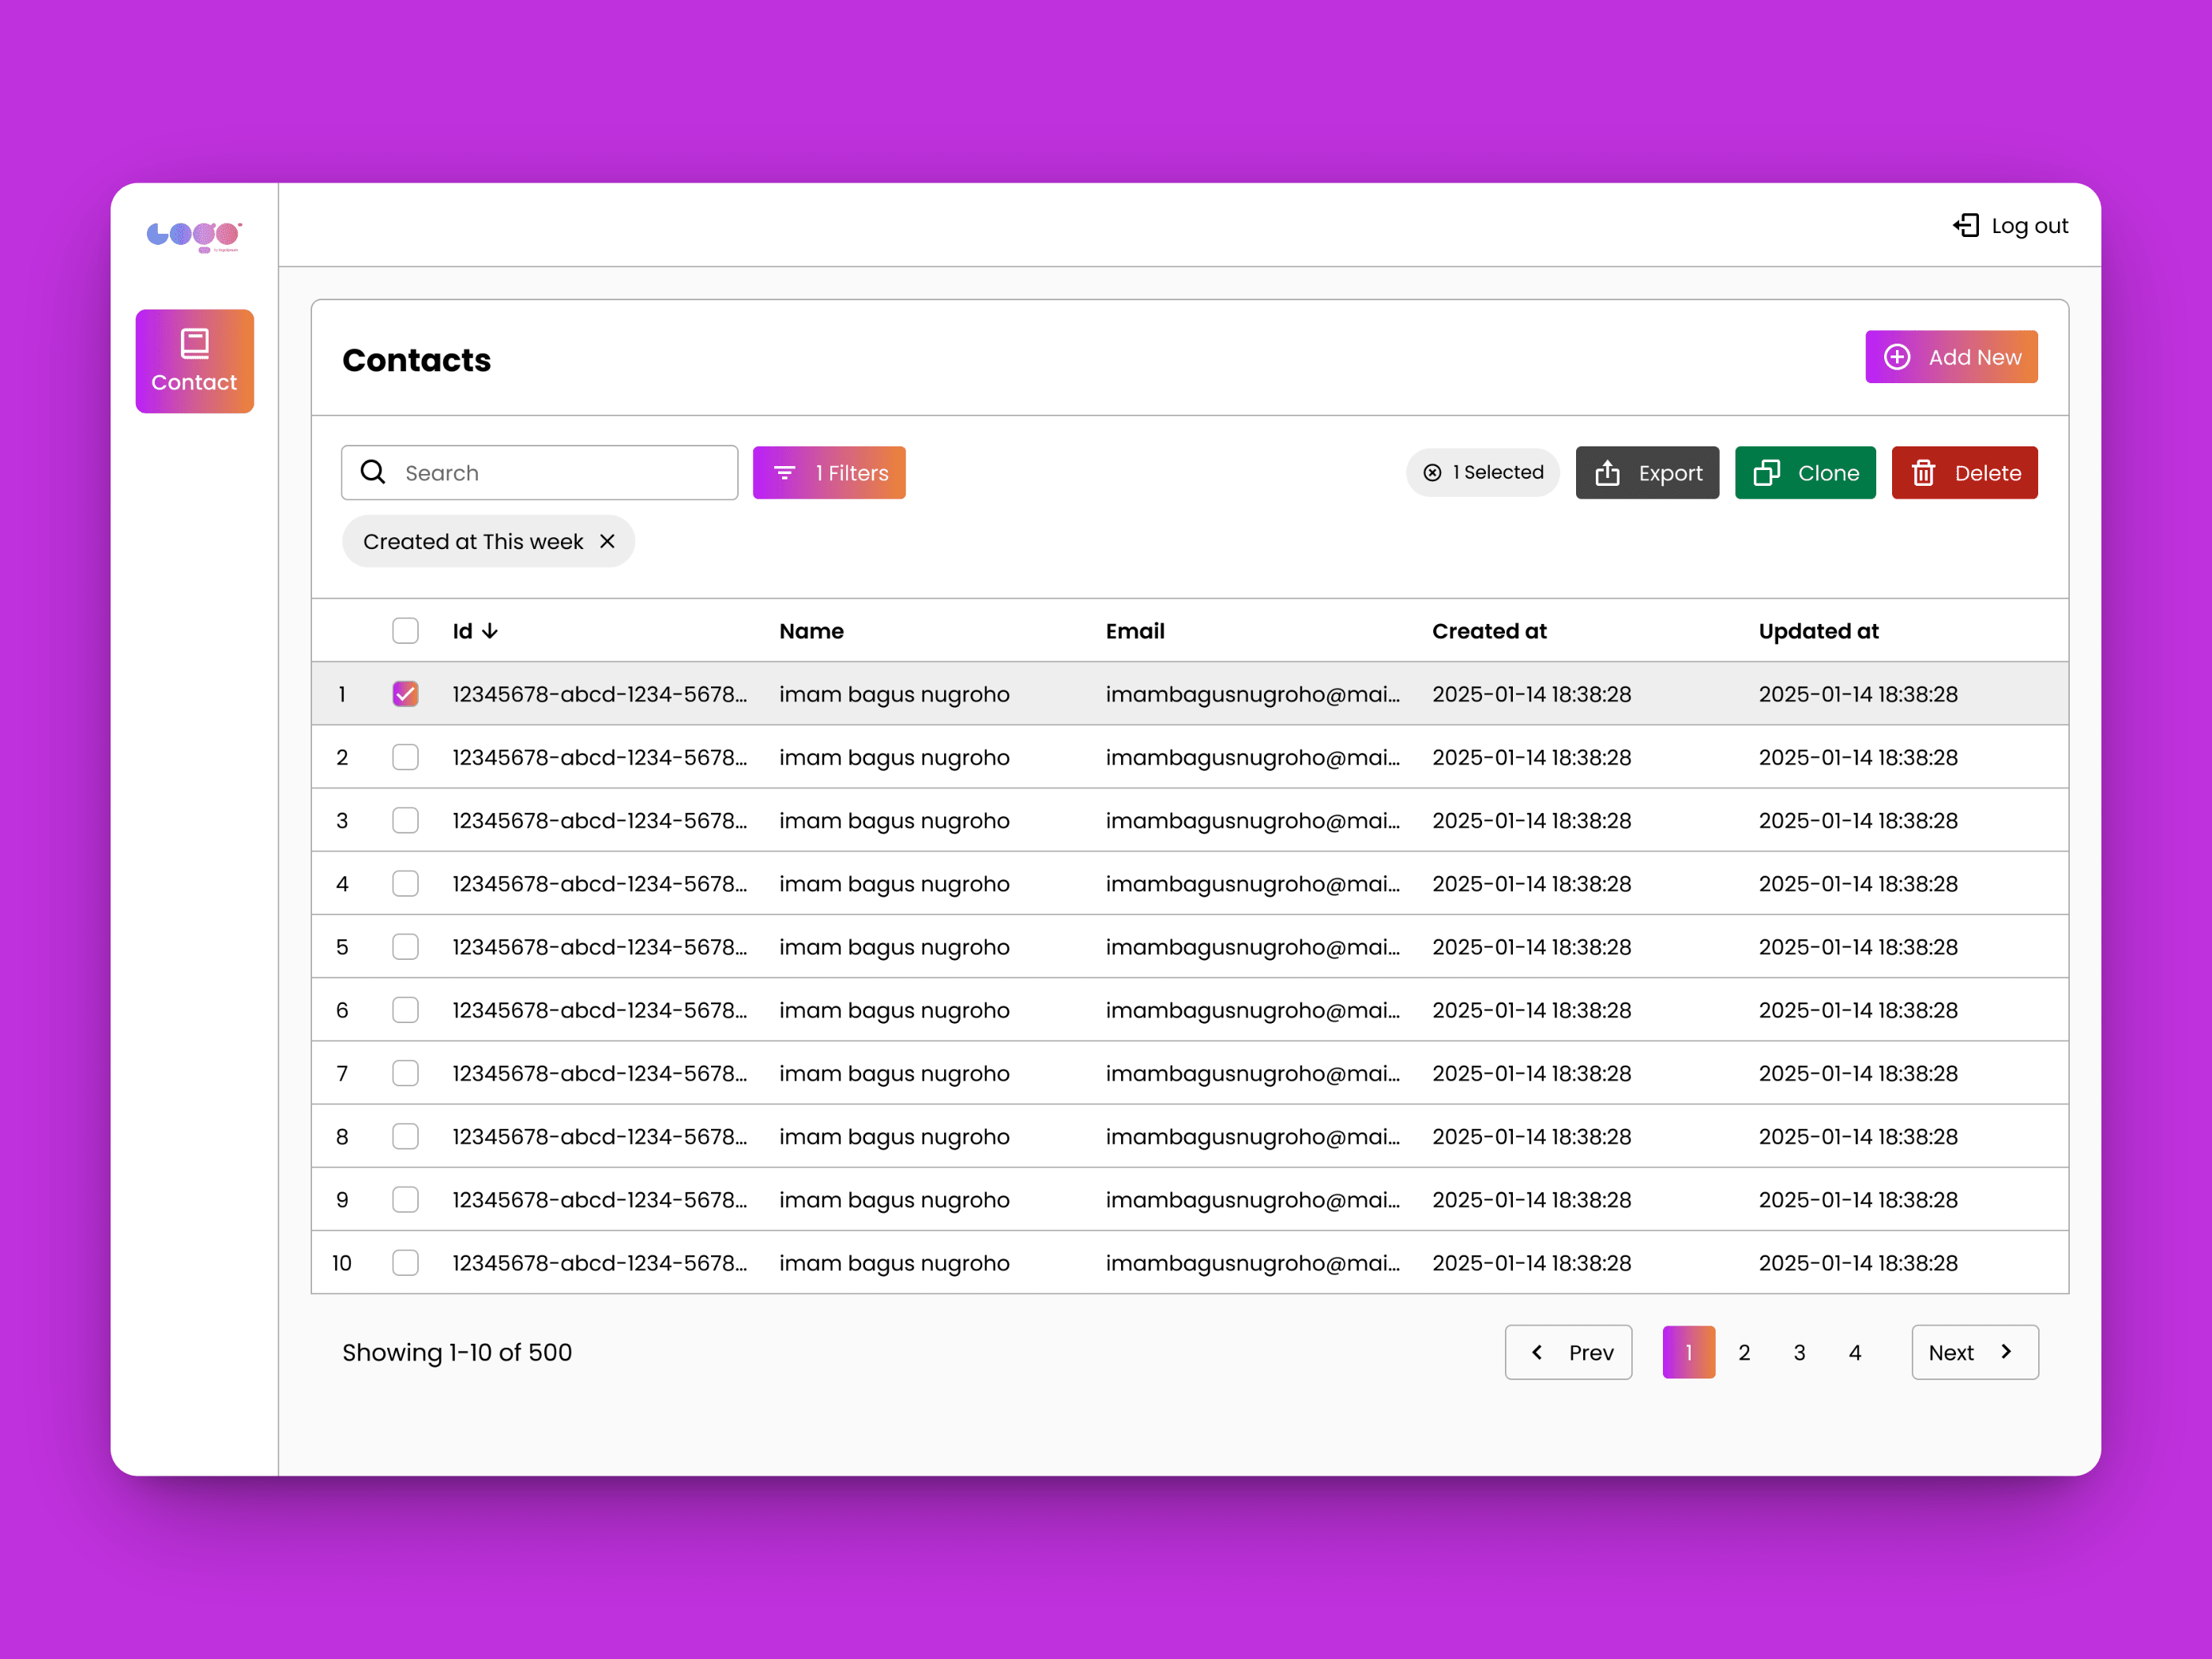 Logo
Log out
Contact
Contacts
Add New
Search
1 Filters
1 Selected
Export
Clone
Delete
Created at This week
Id Name Email Created at Updated at
1 12345678-abcd-1234-5678... imam bagus nugroho imambagusnugroho@mai... 2025-01-14 18:38:28 2025-01-14 18:38:28
2 12345678-abcd-1234-5678... imam bagus nugroho imambagusnugroho@mai... 2025-01-14 18:38:28 2025-01-14 18:38:28
3 12345678-abcd-1234-5678... imam bagus nugroho imambagusnugroho@mai... 2025-01-14 18:38:28 2025-01-14 18:38:28
4 12345678-abcd-1234-5678... imam bagus nugroho imambagusnugroho@mai... 2025-01-14 18:38:28 2025-01-14 18:38:28
5 12345678-abcd-1234-5678... imam bagus nugroho imambagusnugroho@mai... 2025-01-14 18:38:28 2025-01-14 18:38:28
6 12345678-abcd-1234-5678... imam bagus nugroho imambagusnugroho@mai... 2025-01-14 18:38:28 2025-01-14 18:38:28
7 12345678-abcd-1234-5678... imam bagus nugroho imambagusnugroho@mai... 2025-01-14 18:38:28 2025-01-14 18:38:28
8 12345678-abcd-1234-5678... imam bagus nugroho imambagusnugroho@mai... 2025-01-14 18:38:28 2025-01-14 18:38:28
9 12345678-abcd-1234-5678... imam bagus nugroho imambagusnugroho@mai... 2025-01-14 18:38:28 2025-01-14 18:38:28
10 12345678-abcd-1234-5678... imam bagus nugroho imambagusnugroho@mai... 2025-01-14 18:38:28 2025-01-14 18:38:28
Showing 1-10 of 500
Prev 1 2 3 4 Next